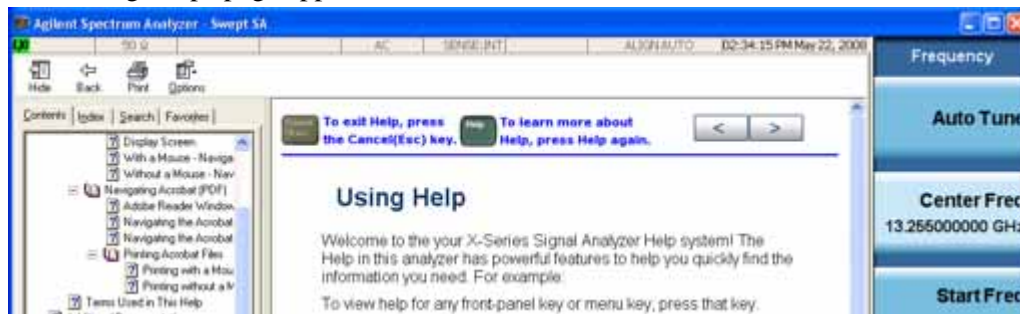 Agilent Spectrum Analyzer - Swept SA
50 Ω AC SENSE:INT ALIGN AUTO 02:34:15 PM May 22, 2008
Hide Back Print Options
Contents Index Search Favorites
Display Screen
With a Mouse - Naviga
Without a Mouse - Nav
Navigating Acrobat (PDF)
Adobe Reader Window
Navigating the Acrobat
Navigating the Acrobat
Printing Acrobat Files
Printing with a Mou
Printing without a M
Terms Used in This Help
To exit Help, press
the Cancel(Esc) key.
Help
To learn more about
Help, press Help again.
< >
Using Help
Welcome to the your X-Series Signal Analyzer Help system! The
Help in this analyzer has powerful features to help you quickly find the
information you need. For example:
To view help for any front-panel key or menu key, press that key.
Frequency
Auto Tune
Center Freq
13.255000000 GHz
Start Freq